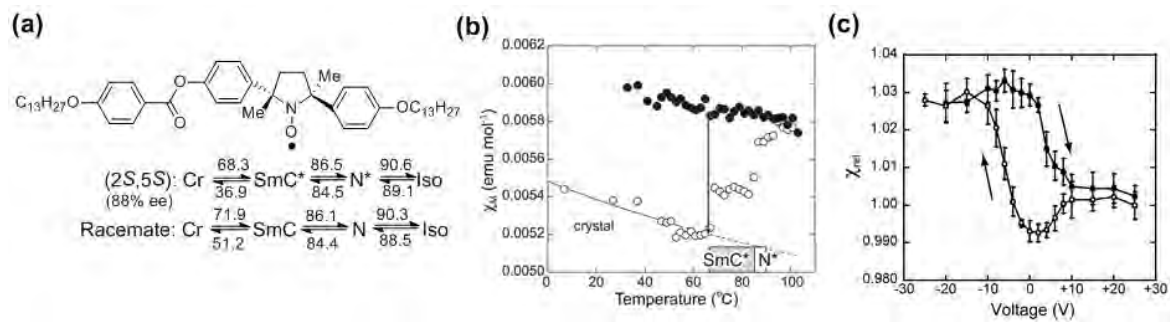 (a)
C13H27O
O
O
Me
N
O
•
Me
OC13H27
(2S,5S): Cr 68.3 36.9 SmC* 86.5 84.5 N* 90.6 89.1 Iso
(88% ee)
Racemate: Cr 71.9 51.2 SmC 86.1 84.4 N 90.3 88.5 Iso
(b)
χM (emu mol-1)
0.0062
0.0060
0.0058
0.0056
0.0054
0.0052
0.0050
crystal
SmC* N*
0 20 40 60 80 100
Temperature (°C)
(c)
χrel
1.04
1.03
1.02
1.01
1.00
0.990
0.980
-30 -20 -10 0 +10 +20 +30
Voltage (V)